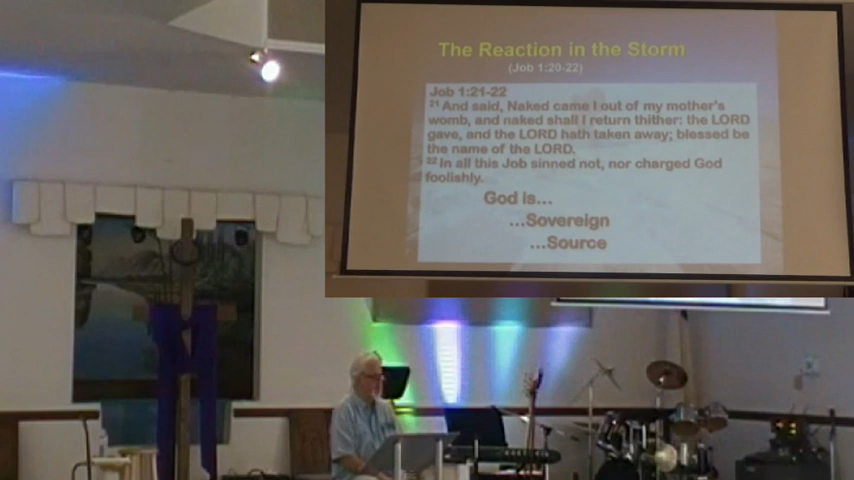 The Reaction in the Storm
(Job 1:20-22)
Job 1:21-22
21 And said, Naked came I out of my mother's
womb, and naked shall I return thither: the LORD
gave, and the LORD hath taken away; blessed be
the name of the LORD.
22 In all this Job sinned not, nor charged God
foolishly.
God is...
...Sovereign
...Source